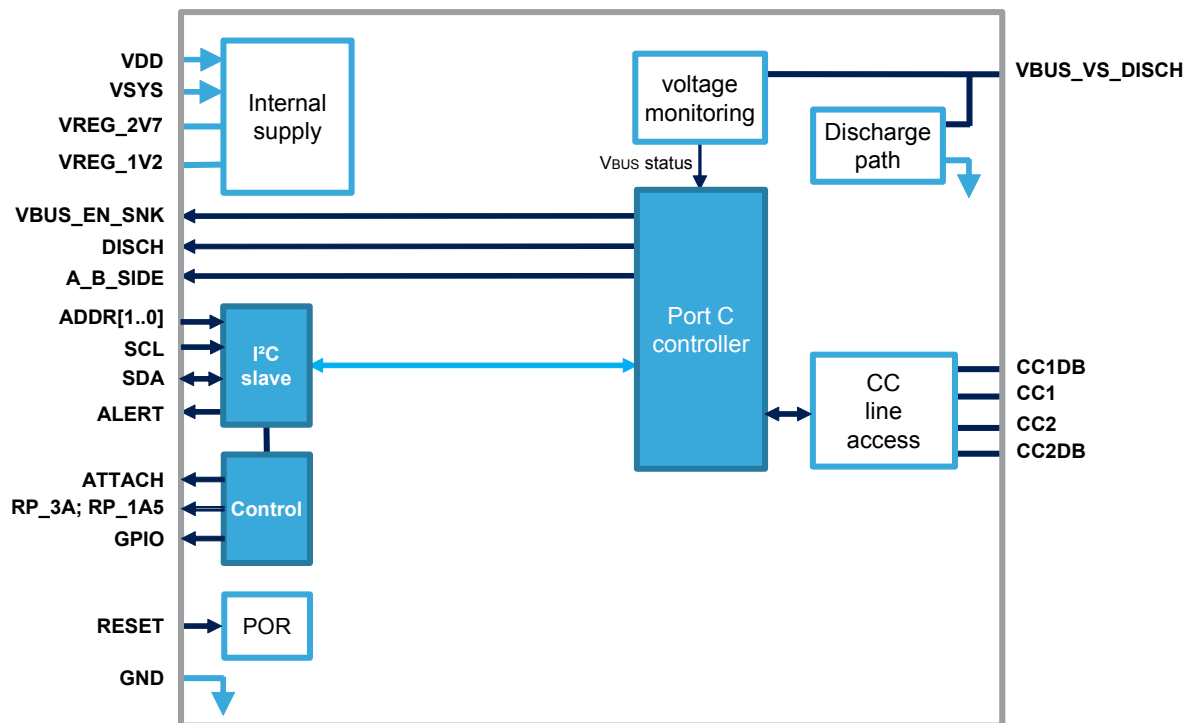 VDD
VSYS
VREG_2V7
VREG_1V2
Internal
supply
VBUS_EN_SNK
DISCH
A_B_SIDE
ADDR[1..0]
SCL
SDA
ALERT
I²C
slave
ATTACH
RP_3A; RP_1A5
GPIO
Control
RESET
POR
GND
voltage
monitoring
VBUS status
Port C
controller
VBUS_VS_DISCH
Discharge
path
CC
line
access
CC1DB
CC1
CC2
CC2DB